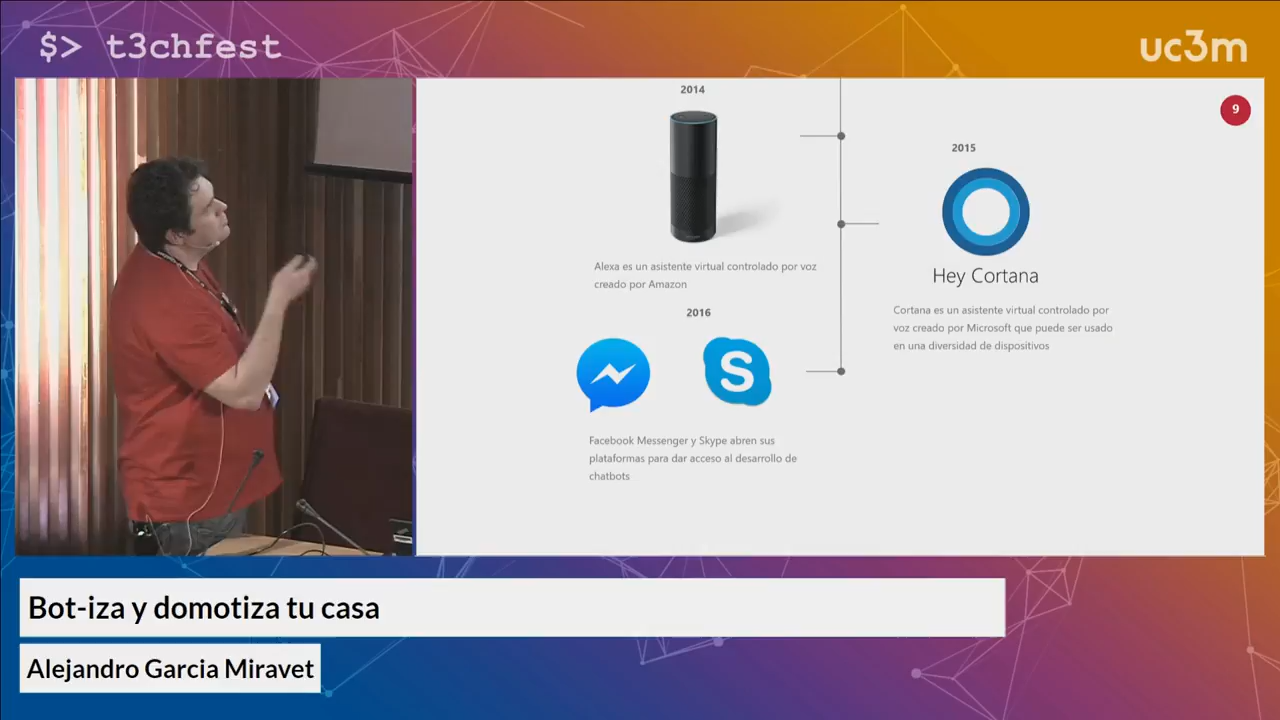 $> t3chfest
uc3m
9
2014
Alexa es un asistente virtual controlado por voz
creado por Amazon
2015
Hey Cortana
Cortana es un asistente virtual controlado por
voz creado por Microsoft que puede ser usado
en una diversidad de dispositivos
2016
S
Facebook Messenger y Skype abren sus
plataformas para dar acceso al desarrollo de
chatbots
Bot-iza y domotiza tu casa
Alejandro Garcia Miravet